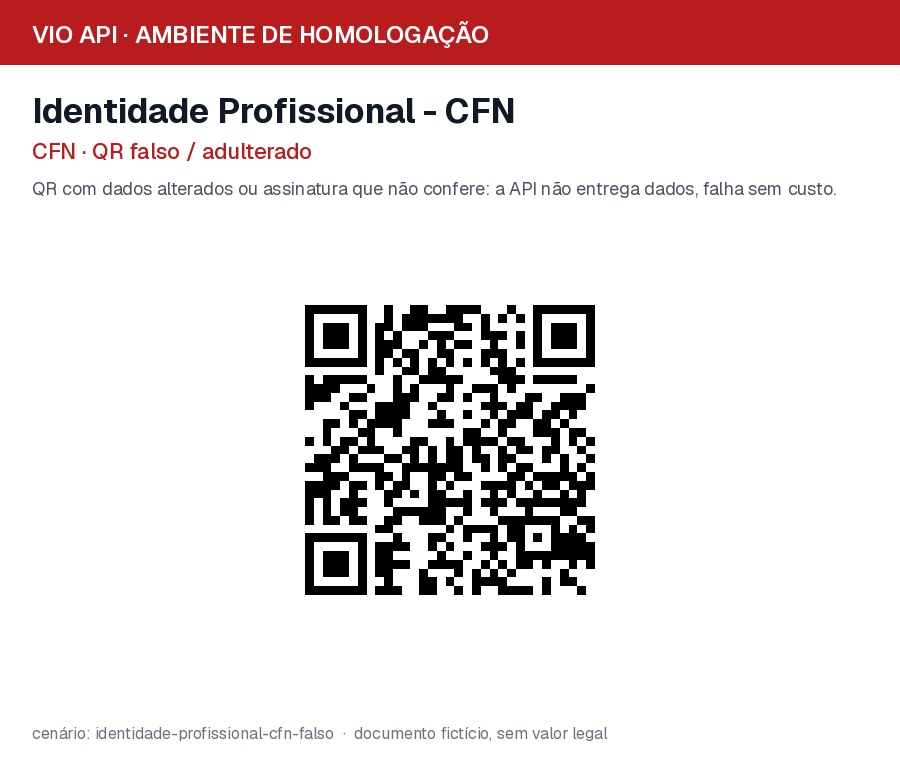 VIO API · AMBIENTE DE HOMOLOGAÇÃO
Identidade Profissional - CFN
CFN · QR falso / adulterado
QR com dados alterados ou assinatura que não confere: a API não entrega dados, falha sem custo.
cenário: identidade-profissional-cfn-falso · documento fictício, sem valor legal